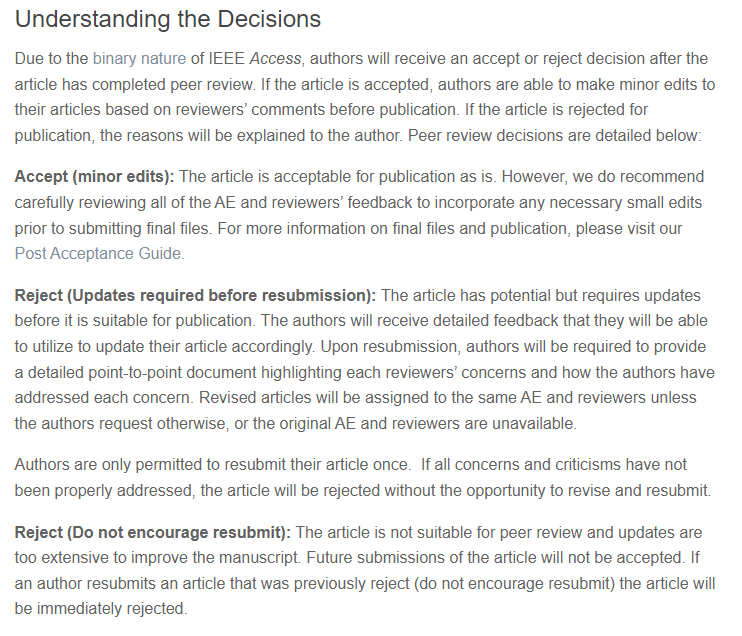 Understanding the Decisions
Due to the binary nature of IEEE Access, authors will receive an accept or reject decision after the
article has completed peer review. If the article is accepted, authors are able to make minor edits to
their articles based on reviewers' comments before publication. If the article is rejected for
publication, the reasons will be explained to the author. Peer review decisions are detailed below:
Accept (minor edits): The article is acceptable for publication as is. However, we do recommend
carefully reviewing all of the AE and reviewers' feedback to incorporate any necessary small edits
prior to submitting final files. For more information on final files and publication, please visit our
Post Acceptance Guide.
Reject (Updates required before resubmission): The article has potential but requires updates
before it is suitable for publication. The authors will receive detailed feedback that they will be able
to utilize to update their article accordingly. Upon resubmission, authors will be required to provide
a detailed point-to-point document highlighting each reviewers' concerns and how the authors have
addressed each concern. Revised articles will be assigned to the same AE and reviewers unless
the authors request otherwise, or the original AE and reviewers are unavailable.
Authors are only permitted to resubmit their article once.  If all concerns and criticisms have not
been properly addressed, the article will be rejected without the opportunity to revise and resubmit.
Reject (Do not encourage resubmit): The article is not suitable for peer review and updates are
too extensive to improve the manuscript. Future submissions of the article will not be accepted. If
an author resubmits an article that was previously reject (do not encourage resubmit) the article will
be immediately rejected.